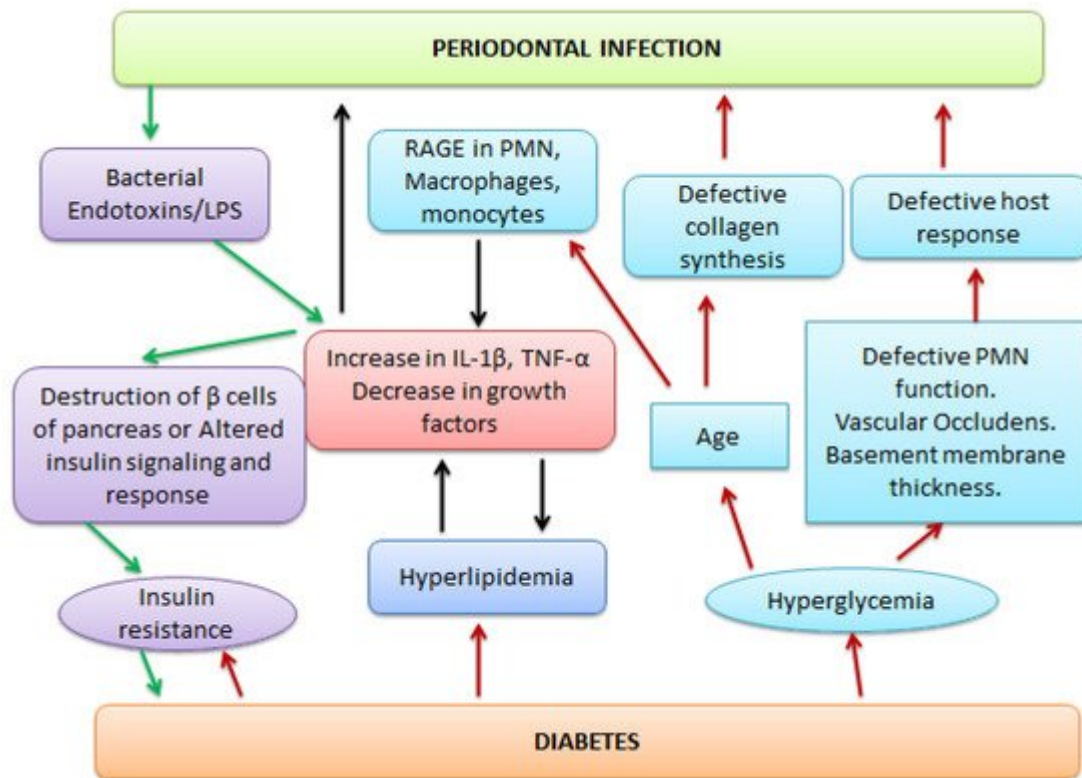 PERIODONTAL INFECTION
Bacterial
Endotoxins/LPS
RAGE in PMN,
Macrophages,
monocytes
Defective
collagen
synthesis
Defective host
response
Increase in IL-1β, TNF-α
Decrease in growth
factors
Destruction of β cells
of pancreas or Altered
insulin signaling and
response
Age
Defective PMN
function.
Vascular Occludens.
Basement membrane
thickness.
Insulin
resistance
Hyperlipidemia
Hyperglycemia
DIABETES